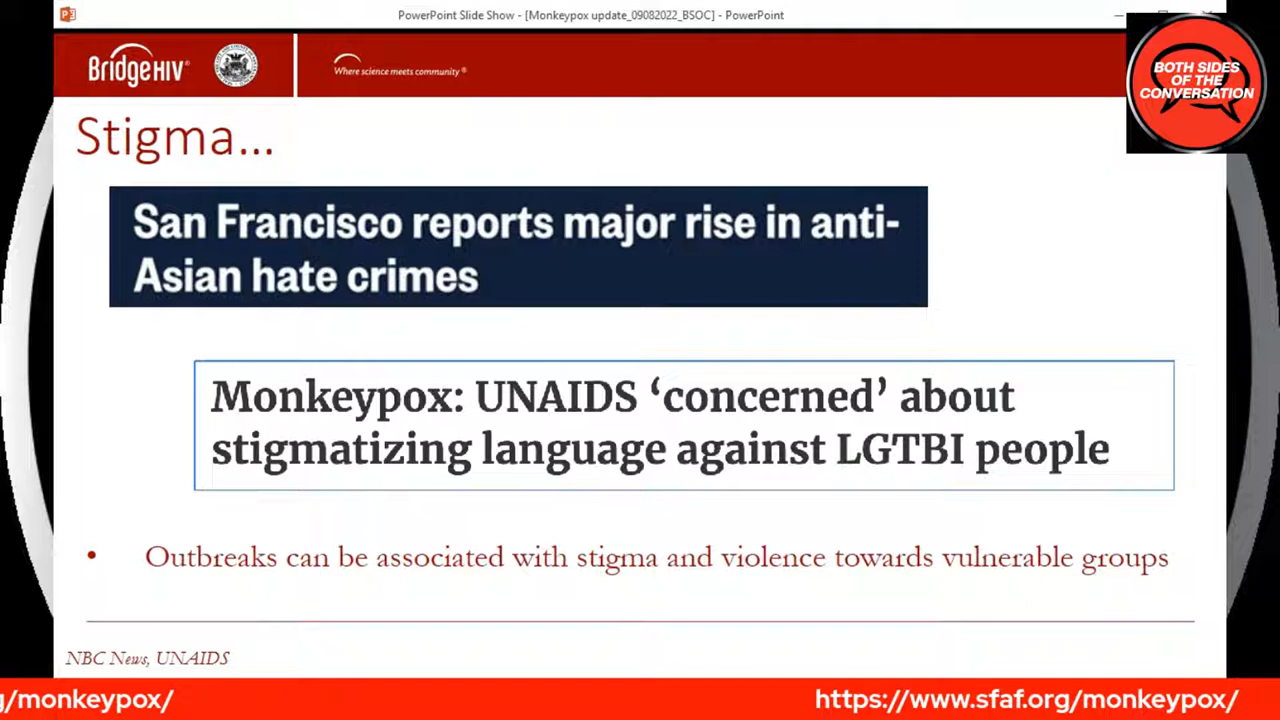 PowerPoint Slide Show - [Monkeypox update_09082022_BSOC] - PowerPoint
BridgeHIV®
Where science meets community®
BOTH SIDES
OF THE
CONVERSATION
Stigma...
San Francisco reports major rise in anti-
Asian hate crimes
Monkeypox: UNAIDS ‘concerned’ about
stigmatizing language against LGTBI people
• Outbreaks can be associated with stigma and violence towards vulnerable groups
NBC News, UNAIDS
g/monkeypox/
https://www.sfaf.org/monkeypox/